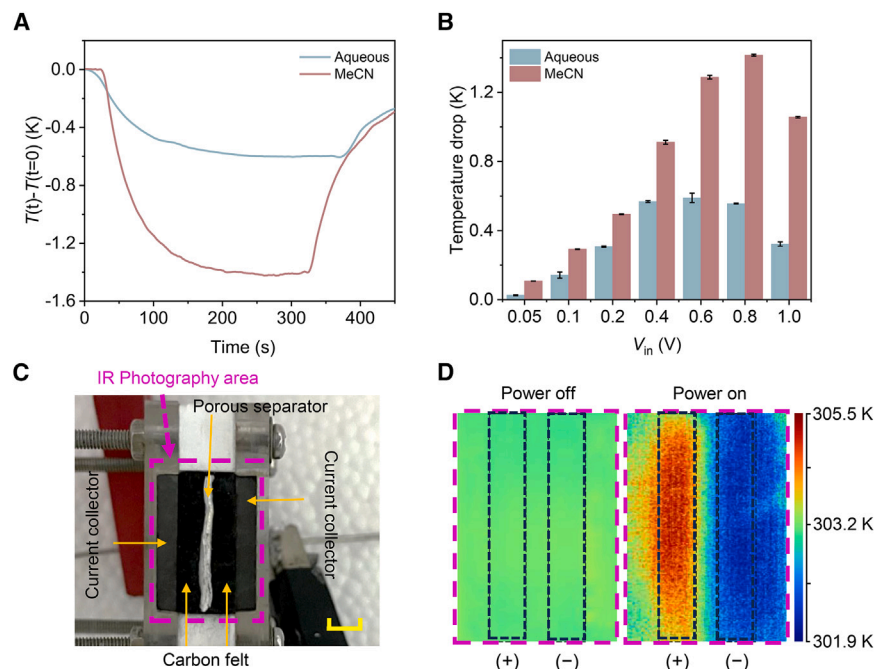 A
Aqueous
MeCN
T(t)-T(t=0) (K)
0.0
-0.4
-0.8
-1.2
-1.6
0 100 200 300 400
Time (s)
B
Aqueous
MeCN
Temperature drop (K)
1.2
0.8
0.4
0.0
0.05 0.1 0.2 0.4 0.6 0.8 1.0
Vin (V)
C
IR Photography area
Porous separator
Current collector
Current collector
Carbon felt
D
Power off Power on
305.5 K
303.2 K
301.9 K
(+) (−) (+) (−)